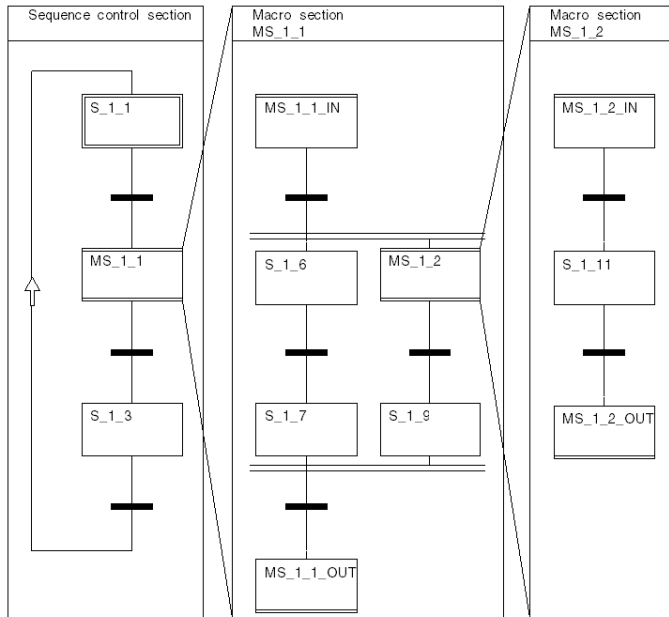 Sequence control section
S_1_1
MS_1_1
S_1_3
Macro section
MS_1_1
MS_1_1_IN
S_1_6
MS_1_2
S_1_7
S_1_9
MS_1_1_OUT
Macro section
MS_1_2
MS_1_2_IN
S_1_11
MS_1_2_OUT